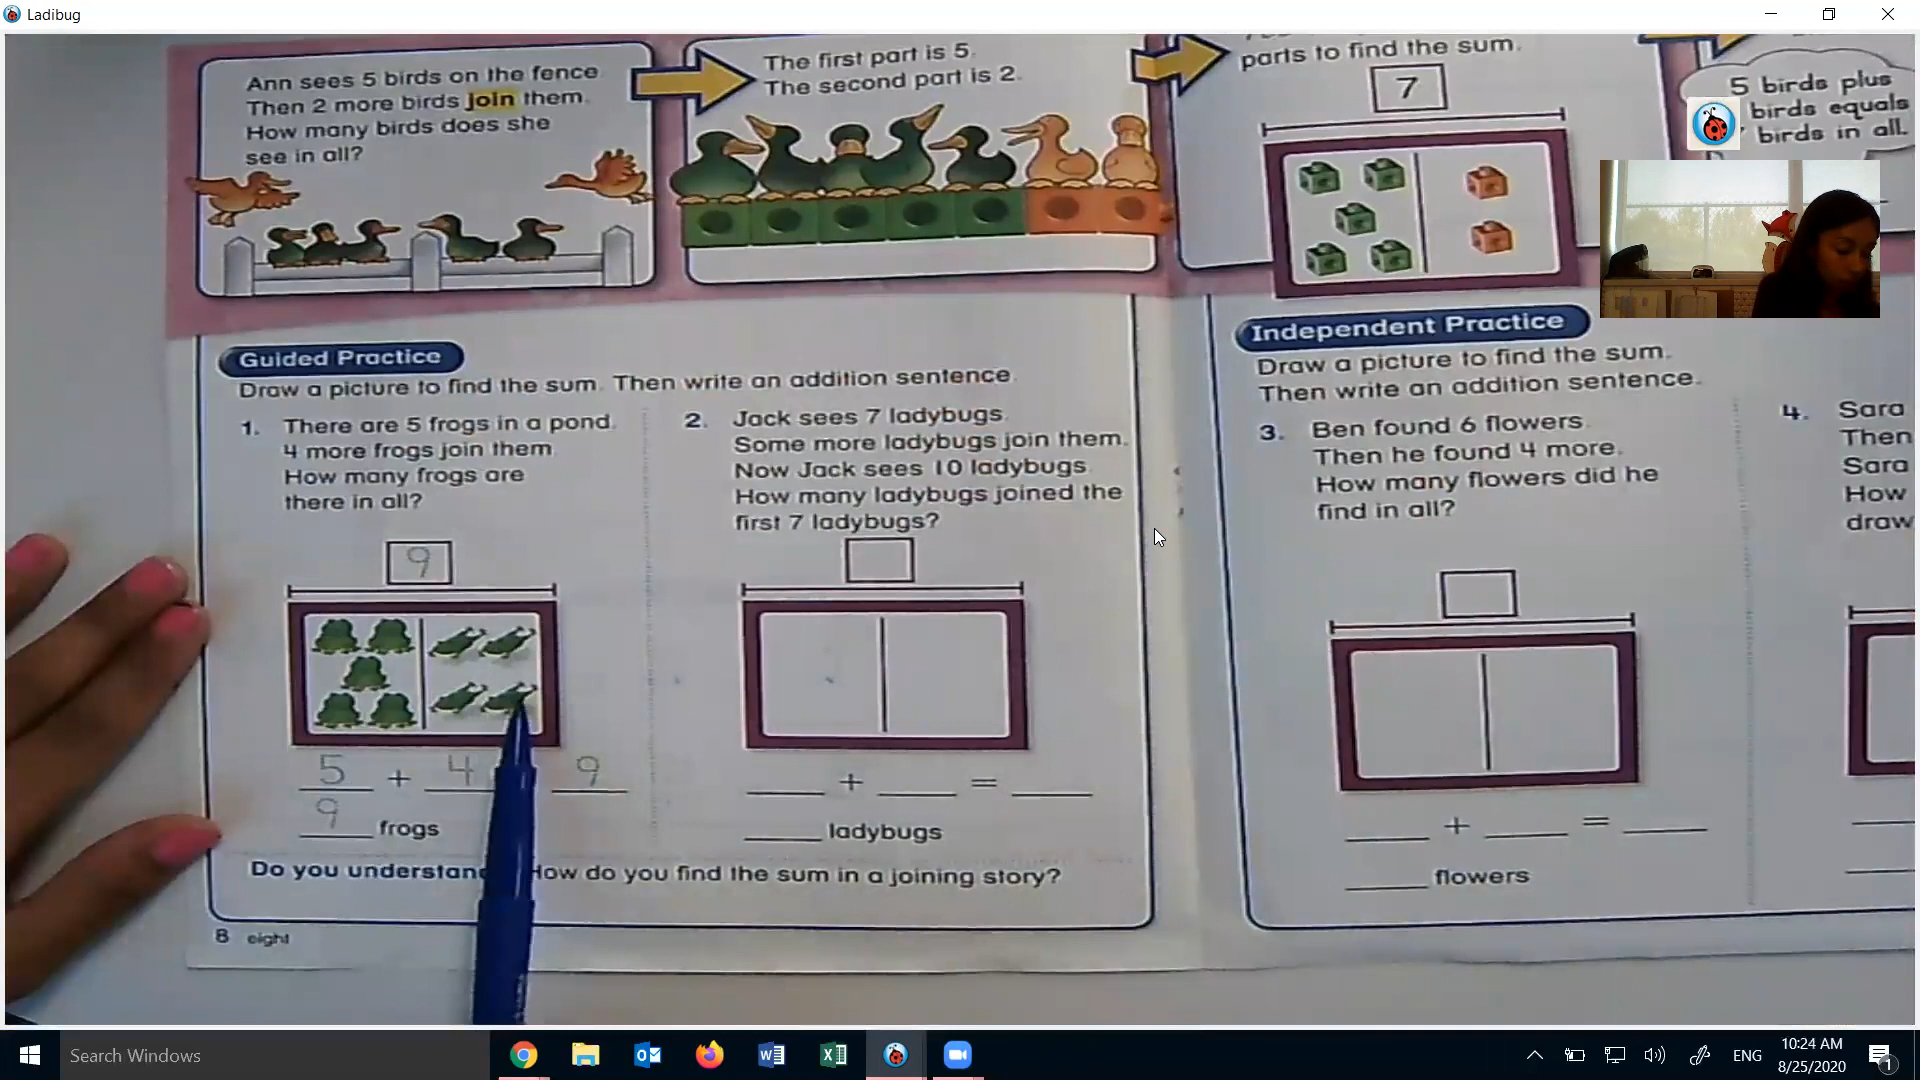 Ladibug
Ann sees 5 birds on the fence
Then 2 more birds join them.
How many birds does she
see in all?
The first part is 5.
The second part is 2.
parts to find the sum.
7
5 birds plus
birds equals
birds in all.
Guided Practice
Draw a picture to find the sum. Then write an addition sentence.
1. There are 5 frogs in a pond.
4 more frogs join them.
How many frogs are
there in all?
9
5 + 4 9
9 frogs
2. Jack sees 7 ladybugs.
Some more ladybugs join them.
Now Jack sees 10 ladybugs.
How many ladybugs joined the
first 7 ladybugs?
+ =
ladybugs
Do you understand How do you find the sum in a joining story?
8 eight
Independent Practice
Draw a picture to find the sum.
Then write an addition sentence.
3. Ben found 6 flowers.
Then he found 4 more.
How many flowers did he
find in all?
+ =
flowers
4. Sara
Then
Sara
How
draw
Search Windows
ENG
10:24 AM
8/25/2020
1